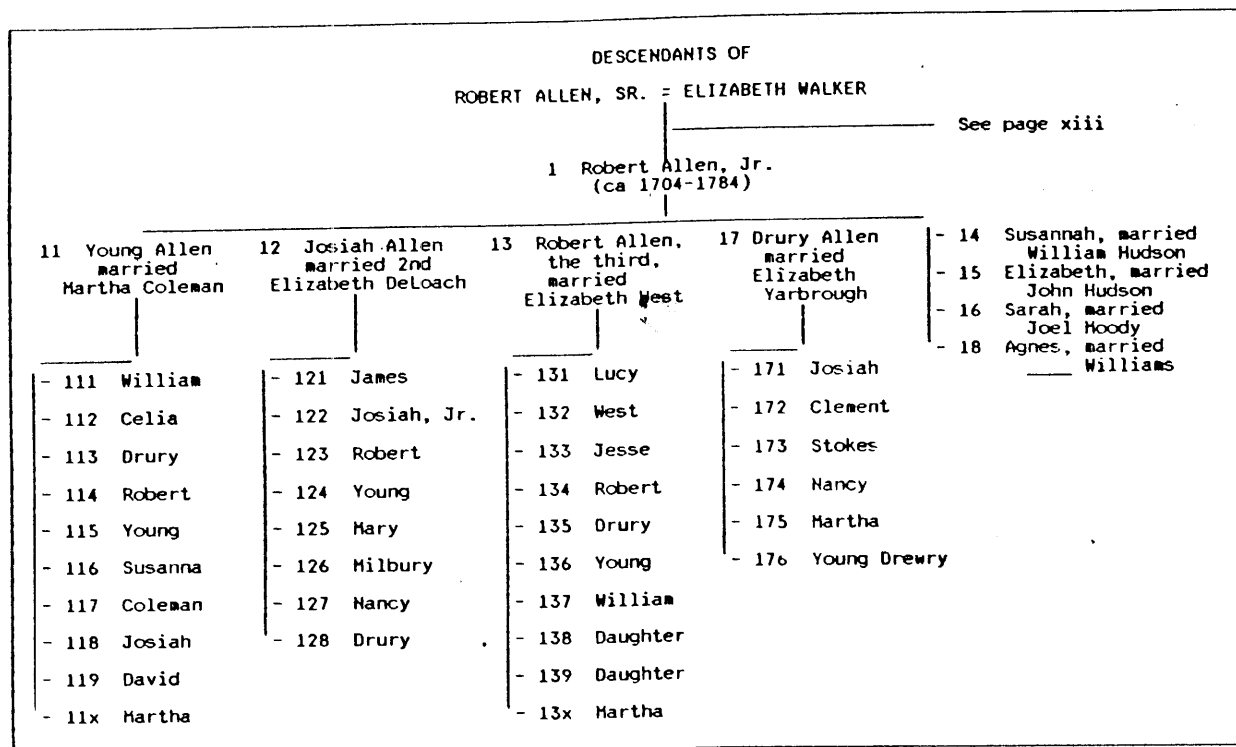 DESCENDANTS OF
ROBERT ALLEN, SR. = ELIZABETH WALKER
See page xiii
1 Robert Allen, Jr.
(ca 1704-1784)
11 Young Allen
married
Martha Coleman
12 Josiah Allen
married 2nd
Elizabeth DeLoach
13 Robert Allen,
the third,
married
Elizabeth West
17 Drury Allen
married
Elizabeth
Yarbrough
- 14 Susannah, married
William Hudson
- 15 Elizabeth, married
John Hudson
- 16 Sarah, married
Joel Moody
- 18 Agnes, married
____ Williams
- 111 William
- 112 Celia
- 113 Drury
- 114 Robert
- 115 Young
- 116 Susanna
- 117 Coleman
- 118 Josiah
- 119 David
- 11x Martha
- 121 James
- 122 Josiah, Jr.
- 123 Robert
- 124 Young
- 125 Mary
- 126 Milbury
- 127 Nancy
- 128 Drury
- 131 Lucy
- 132 West
- 133 Jesse
- 134 Robert
- 135 Drury
- 136 Young
- 137 William
- 138 Daughter
- 139 Daughter
- 13x Martha
- 171 Josiah
- 172 Clement
- 173 Stokes
- 174 Nancy
- 175 Martha
- 176 Young Drewry